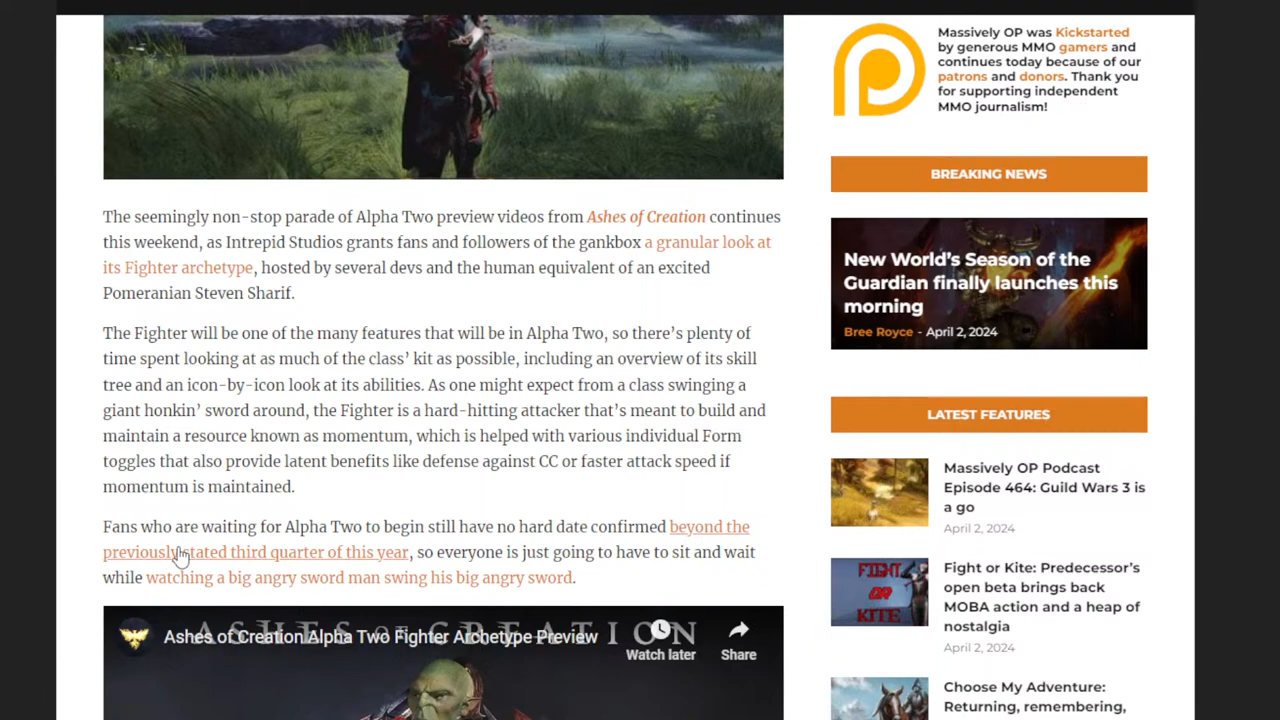 The seemingly non-stop parade of Alpha Two preview videos from Ashes of Creation continues
this weekend, as Intrepid Studios grants fans and followers of the gankbox a granular look at
its Fighter archetype, hosted by several devs and the human equivalent of an excited
Pomeranian Steven Sharif.
The Fighter will be one of the many features that will be in Alpha Two, so there's plenty of
time spent looking at as much of the class' kit as possible, including an overview of its skill
tree and an icon-by-icon look at its abilities. As one might expect from a class swinging a
giant honkin' sword around, the Fighter is a hard-hitting attacker that's meant to build and
maintain a resource known as momentum, which is helped with various individual Form
toggles that also provide latent benefits like defense against CC or faster attack speed if
momentum is maintained.
Fans who are waiting for Alpha Two to begin still have no hard date confirmed beyond the
previously stated third quarter of this year, so everyone is just going to have to sit and wait
while watching a big angry sword man swing his big angry sword.
ASHES OF CREATION
Ashes of Creation Alpha Two Fighter Archetype Preview
Watch later
Share
Massively OP was Kickstarted
by generous MMO gamers and
continues today because of our
patrons and donors. Thank you
for supporting independent
MMO journalism!
BREAKING NEWS
New World's Season of the
Guardian finally launches this
morning
Bree Royce - April 2, 2024
LATEST FEATURES
Massively OP Podcast
Episode 464: Guild Wars 3 is
a go
April 2, 2024
FIGHT
OR
KITE
Fight or Kite: Predecessor's
open beta brings back
MOBA action and a heap of
nostalgia
April 2, 2024
Choose My Adventure:
Returning, remembering,